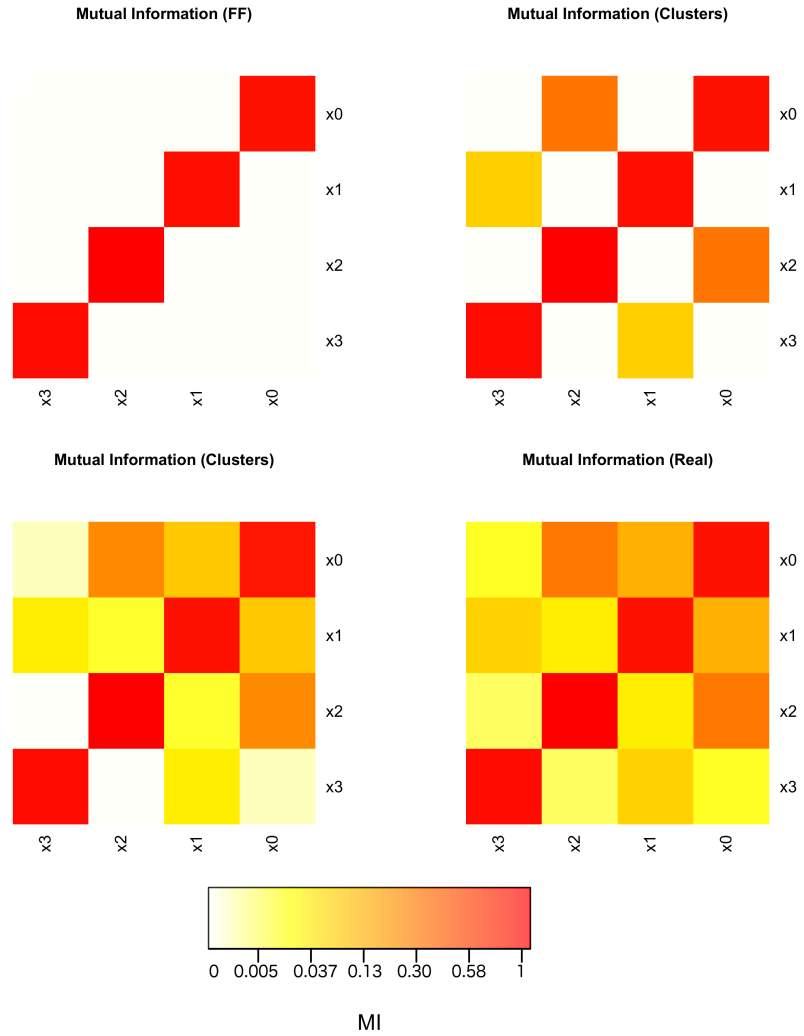 Mutual Information (FF)
Mutual Information (Clusters)
x0
x1
x2
x3
x3 x2 x1 x0
x0
x1
x2
x3
x3 x2 x1 x0
Mutual Information (Clusters)
Mutual Information (Real)
x0
x1
x2
x3
x3 x2 x1 x0
x0
x1
x2
x3
x3 x2 x1 x0
0 0.005 0.037 0.13 0.30 0.58 1
MI